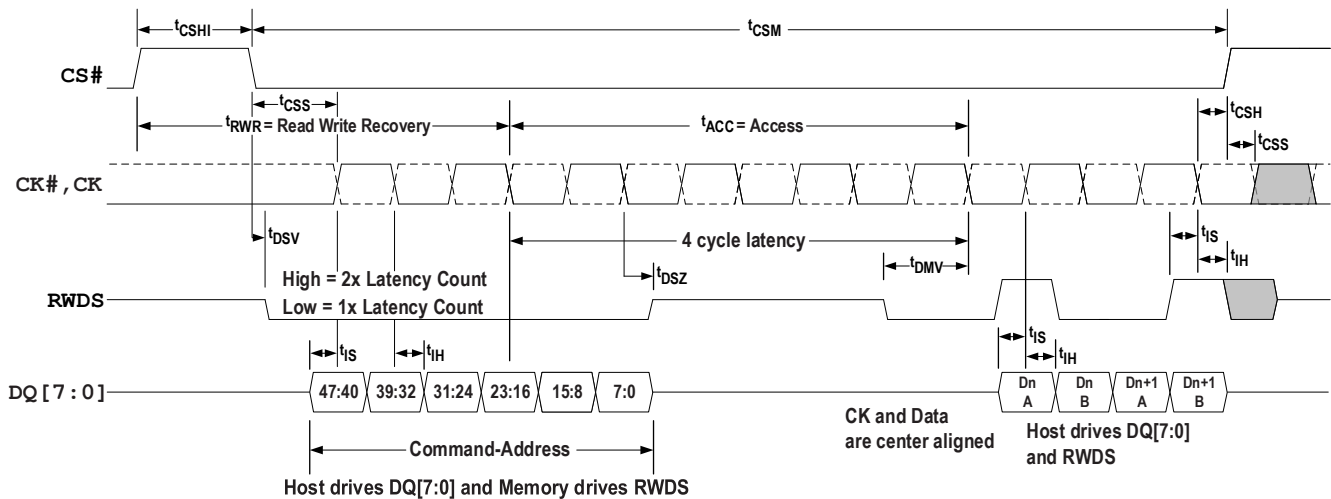 tCSHI
tCSM
CS#
tCSS
tCSH
tRWR = Read Write Recovery
tACC = Access
tCSS
CK#,CK
tDSV
4 cycle latency
tIS
tDMV
tIH
High = 2x Latency Count
tDSZ
RWDS
Low = 1x Latency Count
tIS
tIH
tIS
tIH
DQ[7:0]
47:40
39:32
31:24
23:16
15:8
7:0
Dn
A
Dn
B
Dn+1
A
Dn+1
B
CK and Data
are center aligned
Host drives DQ[7:0]
and RWDS
Command-Address
Host drives DQ[7:0] and Memory drives RWDS